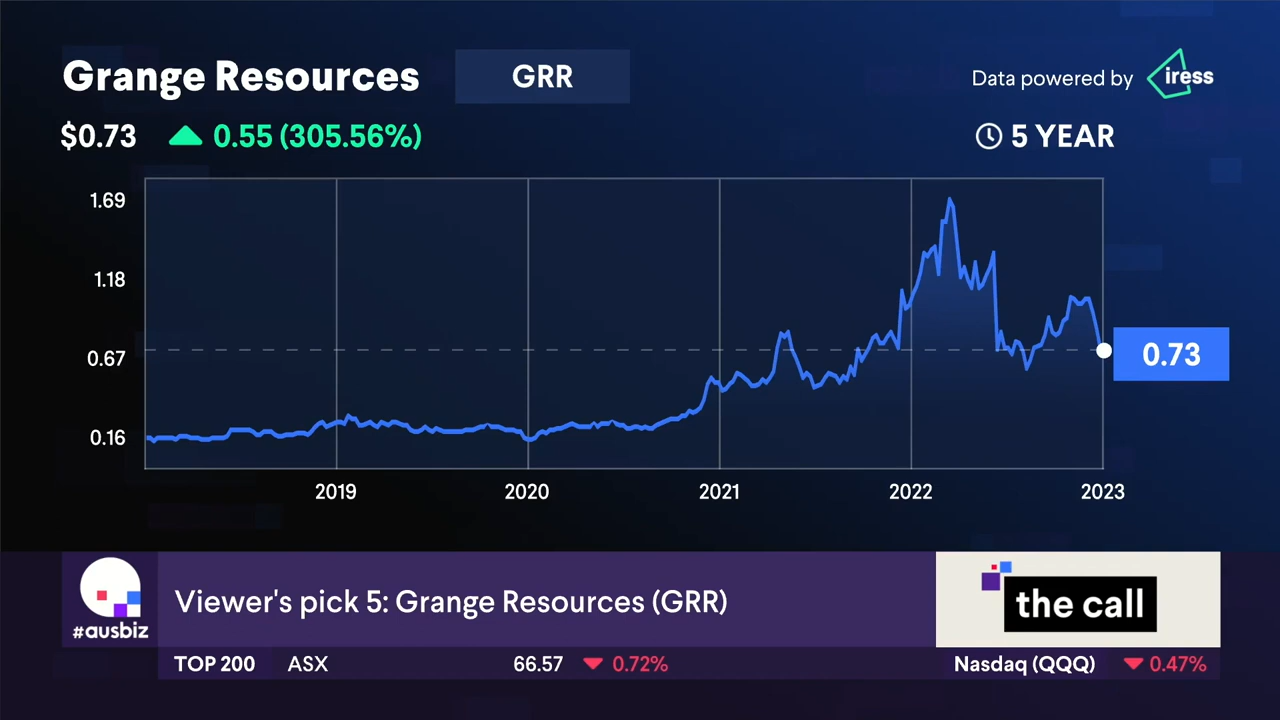 Grange Resources GRR
Data powered by iress
$0.73 ▲ 0.55 (305.56%)
5 YEAR
1.69
1.18
0.67
0.16
0.73
2019 2020 2021 2022 2023
#ausbiz
Viewer's pick 5: Grange Resources (GRR)
the call
TOP 200 ASX 66.57 ▼ 0.72% Nasdaq (QQQ) ▼ 0.47%